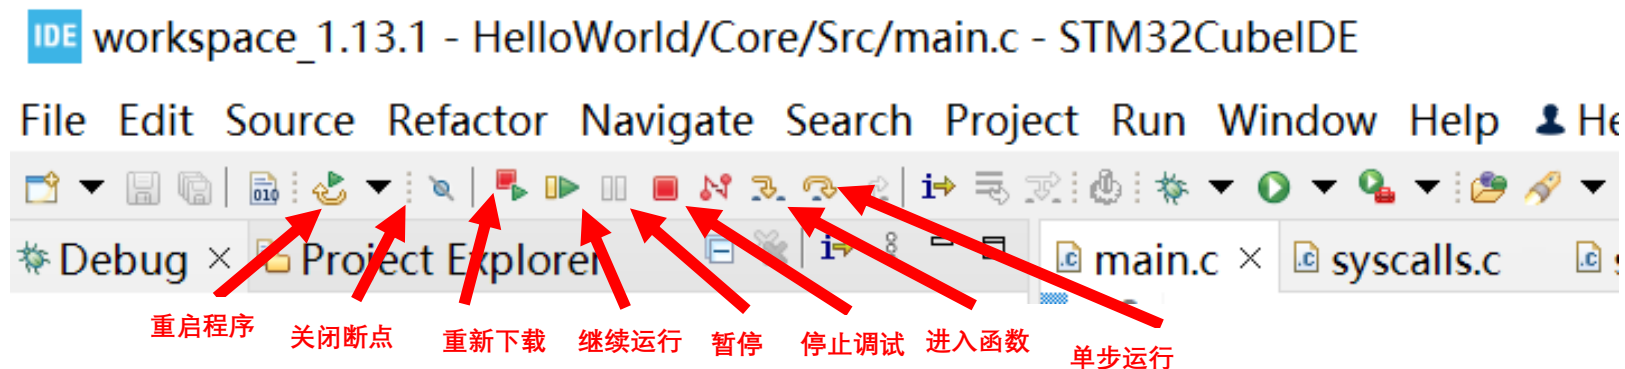 IDE workspace_1.13.1 - HelloWorld/Core/Src/main.c - STM32CubeIDE
File Edit Source Refactor Navigate Search Project Run Window Help He
010
Debug Project Explorer main.c syscalls.c
重启程序 关闭断点 重新下载 继续运行 暂停 停止调试 进入函数 单步运行